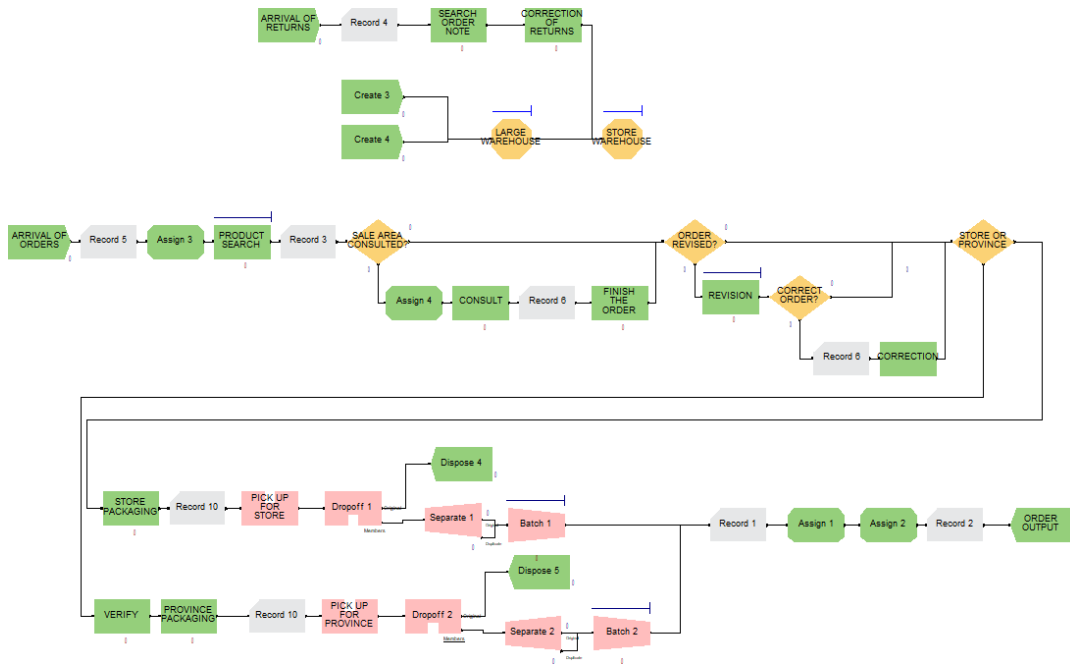 ARRIVAL OF
RETURNS
Record 4
SEARCH
ORDER
NOTE
CORRECTION
OF
RETURNS
Create 3
Create 4
LARGE
WAREHOUSE
STORE
WAREHOUSE
ARRIVAL OF
ORDERS
Record 5
Assign 3
PRODUCT
SEARCH
Record 3
SALE AREA
CONSULTED?
ORDER
REVISED?
STORE OR
PROVINCE
Assign 4
CONSULT
Record 6
FINISH
THE
ORDER
REVISION
CORRECT
ORDER?
Record 6
CORRECTION
Dispose 4
STORE
PACKAGING
Record 10
PICK UP
FOR
STORE
Dropoff 1
Original
Members
Separate 1
Original
Duplicate
Batch 1
Record 1
Assign 1
Assign 2
Record 2
ORDER
OUTPUT
Dispose 5
VERIFY
PROVINCE
PACKAGING
Record 10
PICK UP
FOR
PROVINCE
Dropoff 2
Original
Members
Separate 2
Original
Duplicate
Batch 2